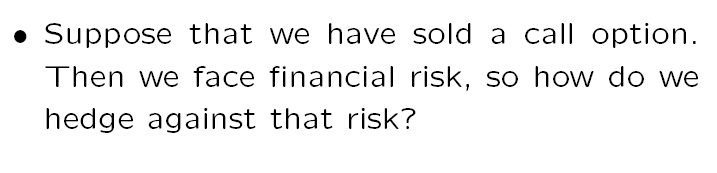 • Suppose that we have sold a call option.
Then we face financial risk, so how do we
hedge against that risk?